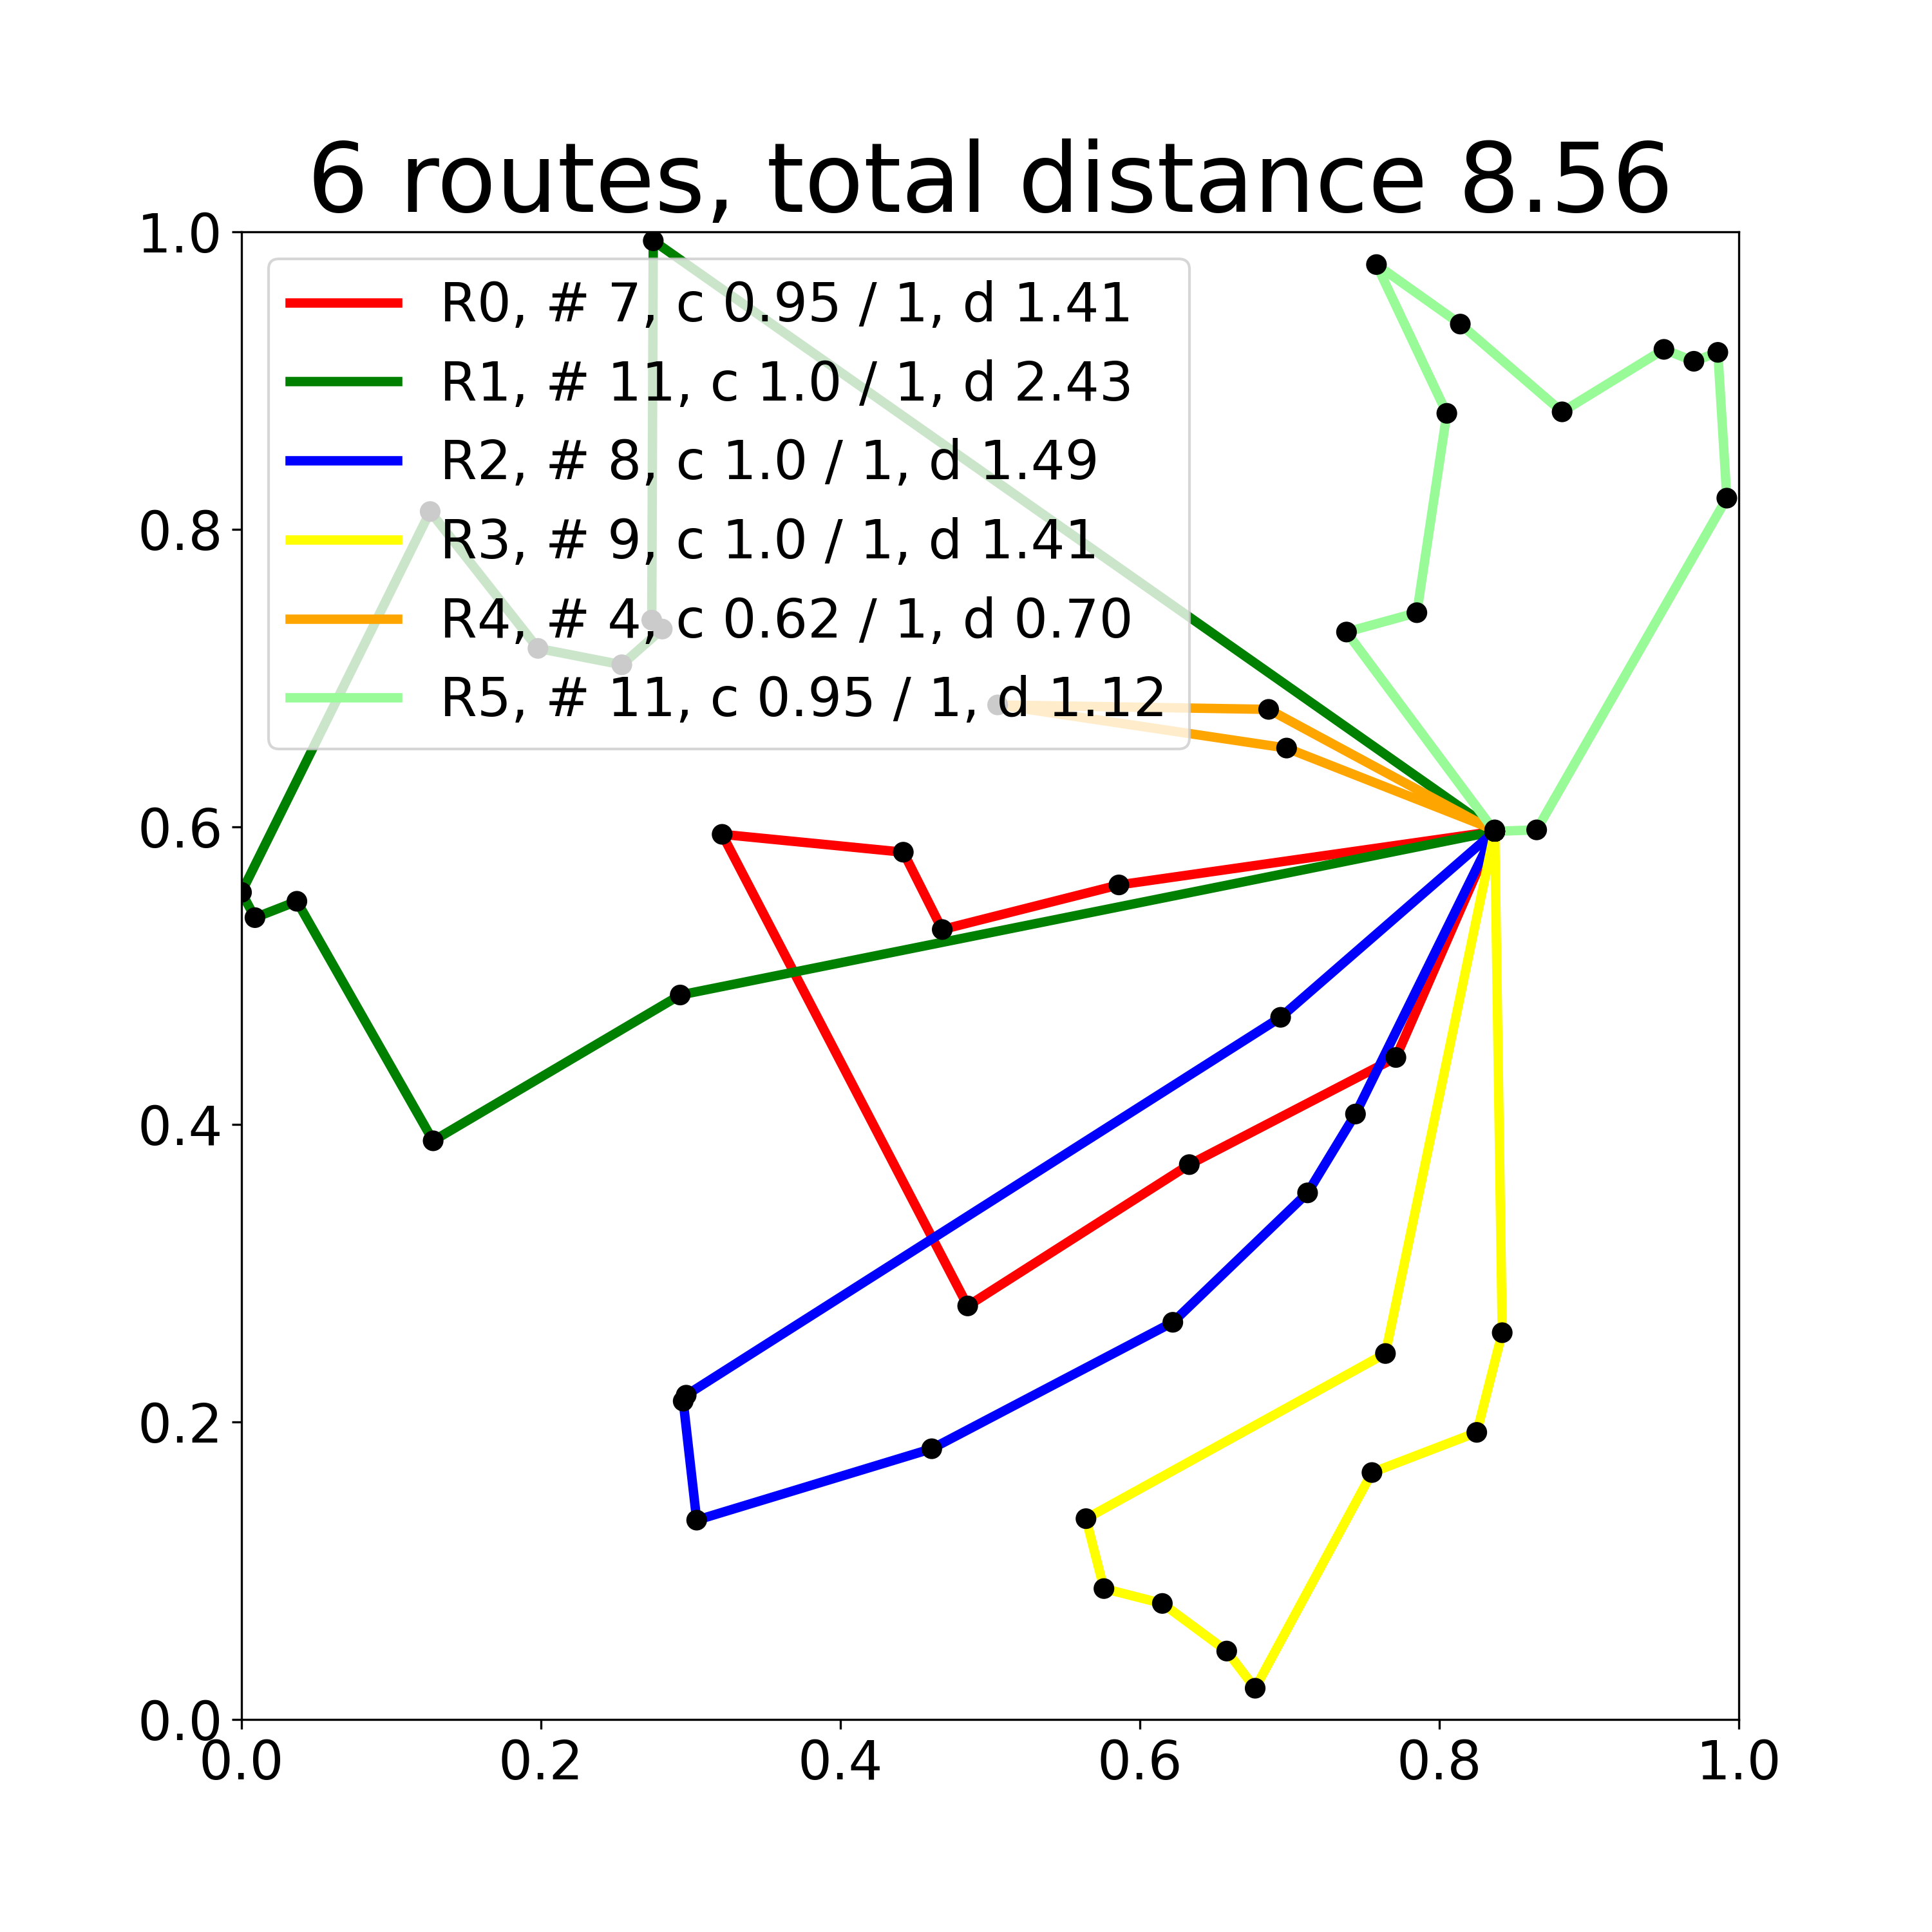 6 routes, total distance 8.56
1.0
0.8
0.6
0.4
0.2
0.0
R0, # 7, c 0.95 / 1, d 1.41
R1, # 11, c 1.0 / 1, d 2.43
R2, # 8, c 1.0 / 1, d 1.49
R3, # 9, c 1.0 / 1, d 1.41
R4, # 4, c 0.62 / 1, d 0.70
R5, # 11, c 0.95 / 1, d 1.12
0.0 0.2 0.4 0.6 0.8 1.0